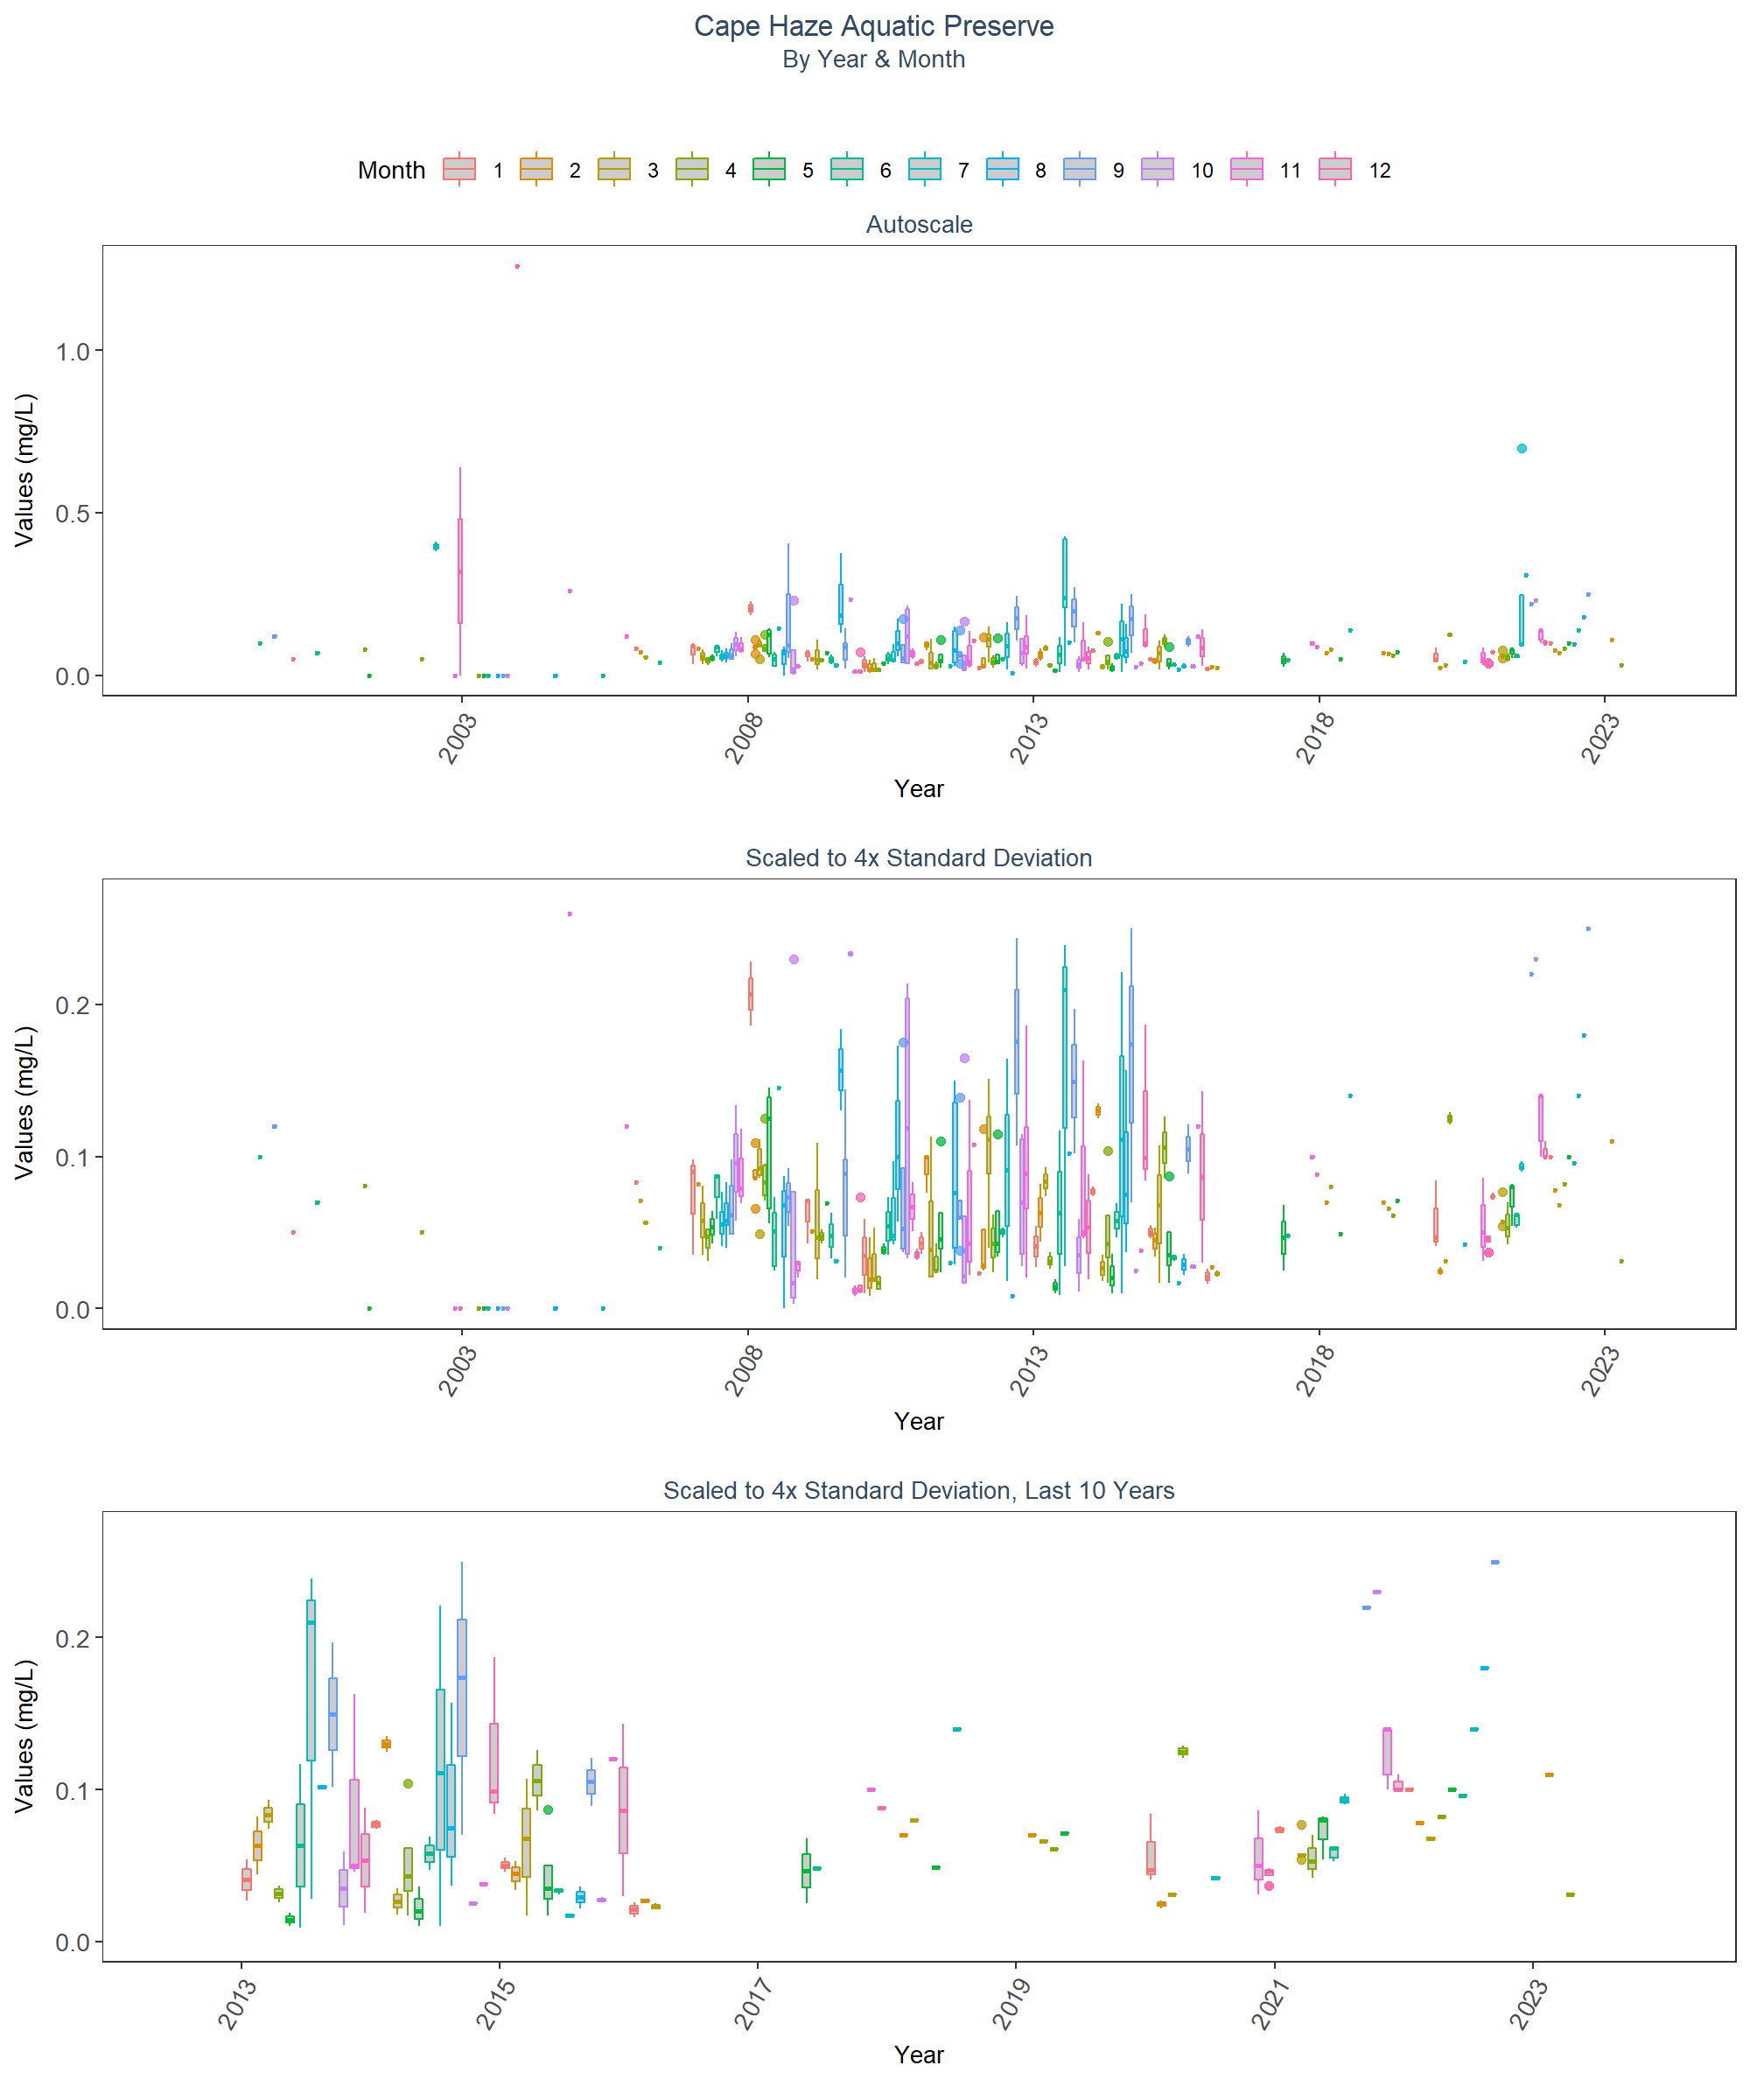 Cape Haze Aquatic Preserve
By Year & Month
Month 1 2 3 4 5 6 7 8 9 10 11 12
Autoscale
Values (mg/L)
1.0
0.5
0.0
2003 2008 2013 2018 2023
Year
Scaled to 4x Standard Deviation
Values (mg/L)
0.2
0.1
0.0
2003 2008 2013 2018 2023
Year
Scaled to 4x Standard Deviation, Last 10 Years
Values (mg/L)
0.2
0.1
0.0
2013 2015 2017 2019 2021 2023
Year